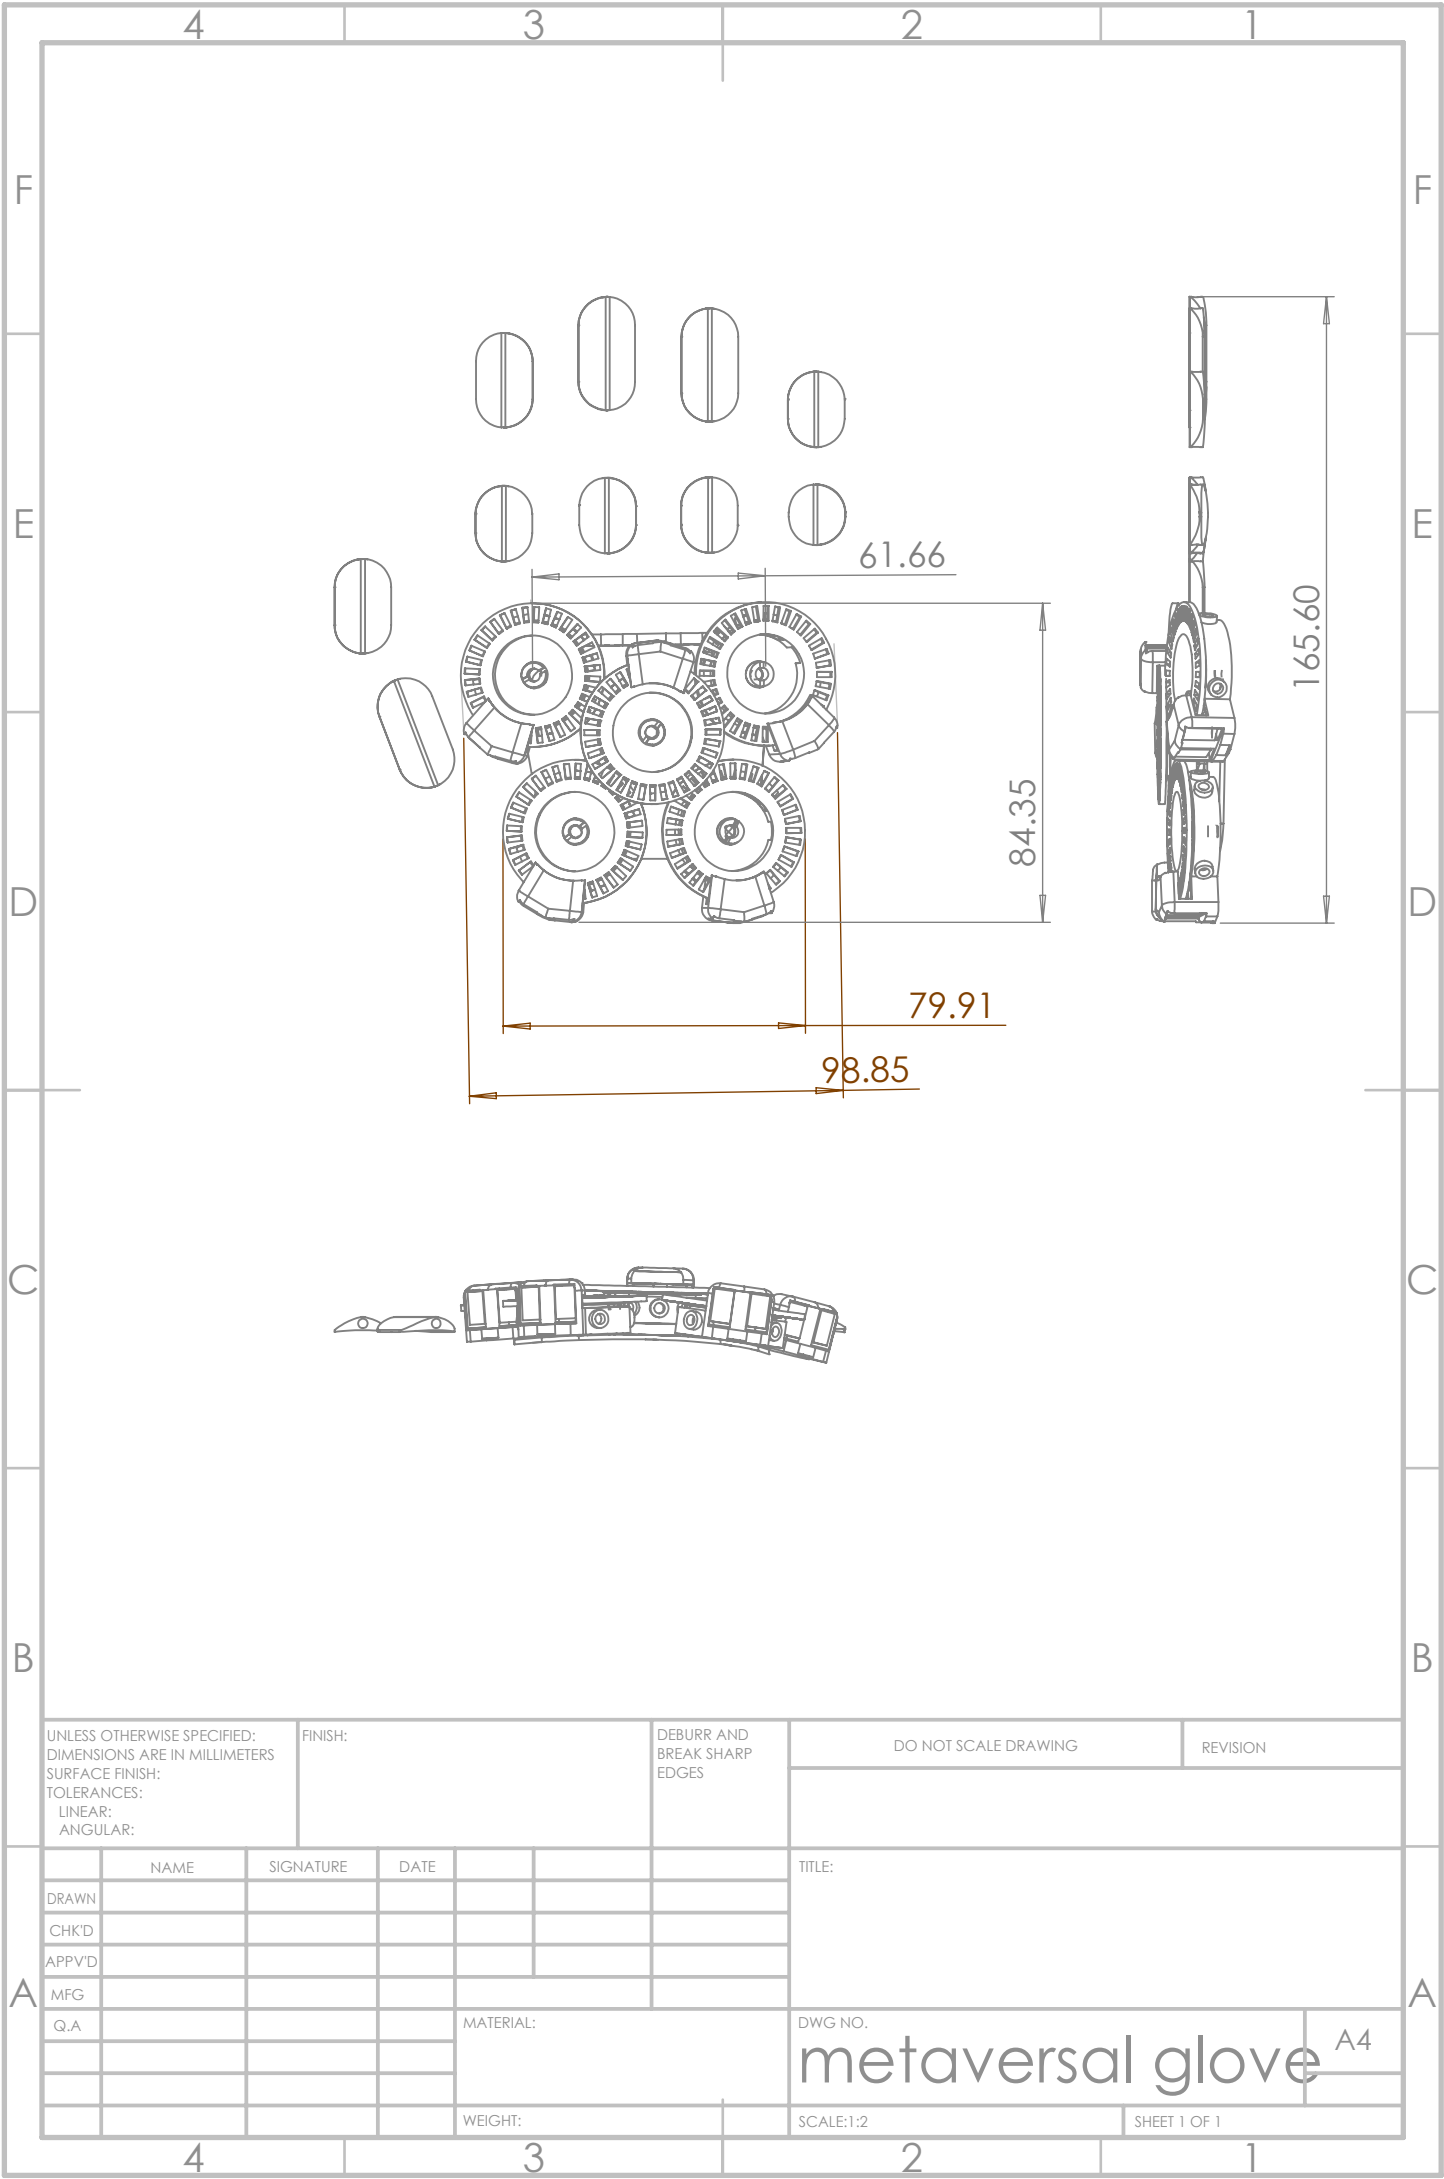 4 3 2 1
F F
E E
61.66
165.60
84.35
D D
79.91
98.85
C C
B B
UNLESS OTHERWISE SPECIFIED:
DIMENSIONS ARE IN MILLIMETERS
SURFACE FINISH:
TOLERANCES:
LINEAR:
ANGULAR:
FINISH:
DEBURR AND
BREAK SHARP
EDGES
DO NOT SCALE DRAWING
REVISION
NAME SIGNATURE DATE
TITLE:
DRAWN
CHK'D
APPV'D
MFG
Q.A
A A
MATERIAL:
DWG NO.
metaversal glove
A4
WEIGHT:
SCALE:1:2
SHEET 1 OF 1
4 3 2 1